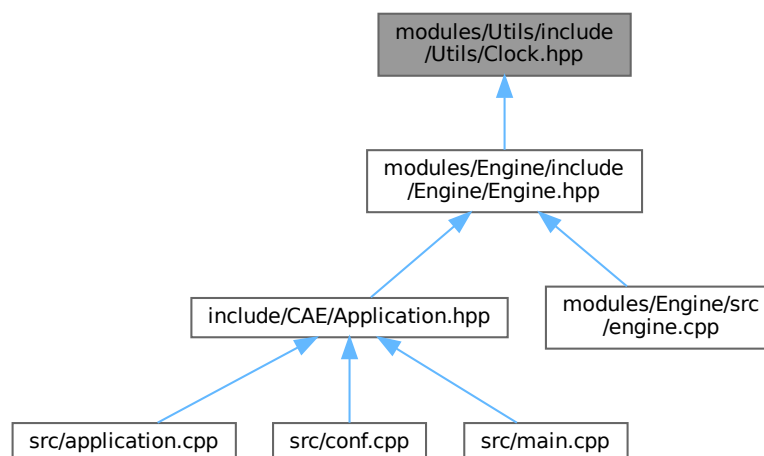 modules/Utils/include
/Utils/Clock.hpp
modules/Engine/include
/Engine/Engine.hpp
include/CAE/Application.hpp
modules/Engine/src
/engine.cpp
src/application.cpp
src/conf.cpp
src/main.cpp